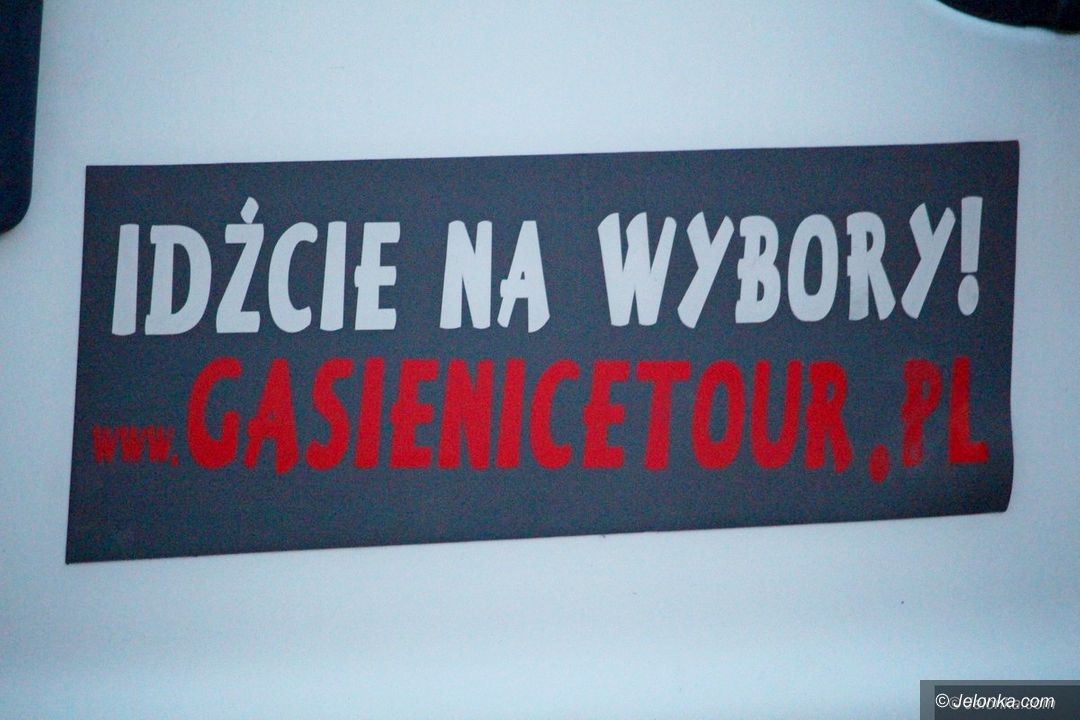 IDŹCIE NA WYBORY!
www.GASIENICETOUR.PL
© Jelonka.com